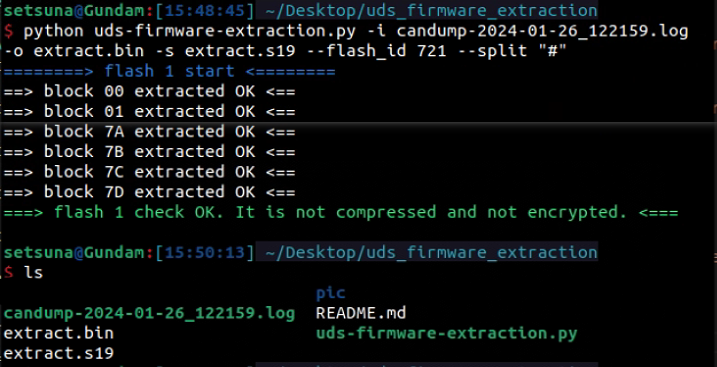 setsuna@Gundam:[15:48:45] ~/Desktop/uds_firmware_extraction
$ python uds-firmware-extraction.py -i candump-2024-01-26_122159.log
-o extract.bin -s extract.s19 --flash_id 721 --split "#"
========> flash 1 start <========
==> block 00 extracted OK <==
==> block 01 extracted OK <==
==> block 7A extracted OK <==
==> block 7B extracted OK <==
==> block 7C extracted OK <==
==> block 7D extracted OK <==
===> flash 1 check OK. It is not compressed and not encrypted. <===
setsuna@Gundam:[15:50:13] ~/Desktop/uds_firmware_extraction
$ ls
pic
candump-2024-01-26_122159.log README.md
extract.bin uds-firmware-extraction.py
extract.s19